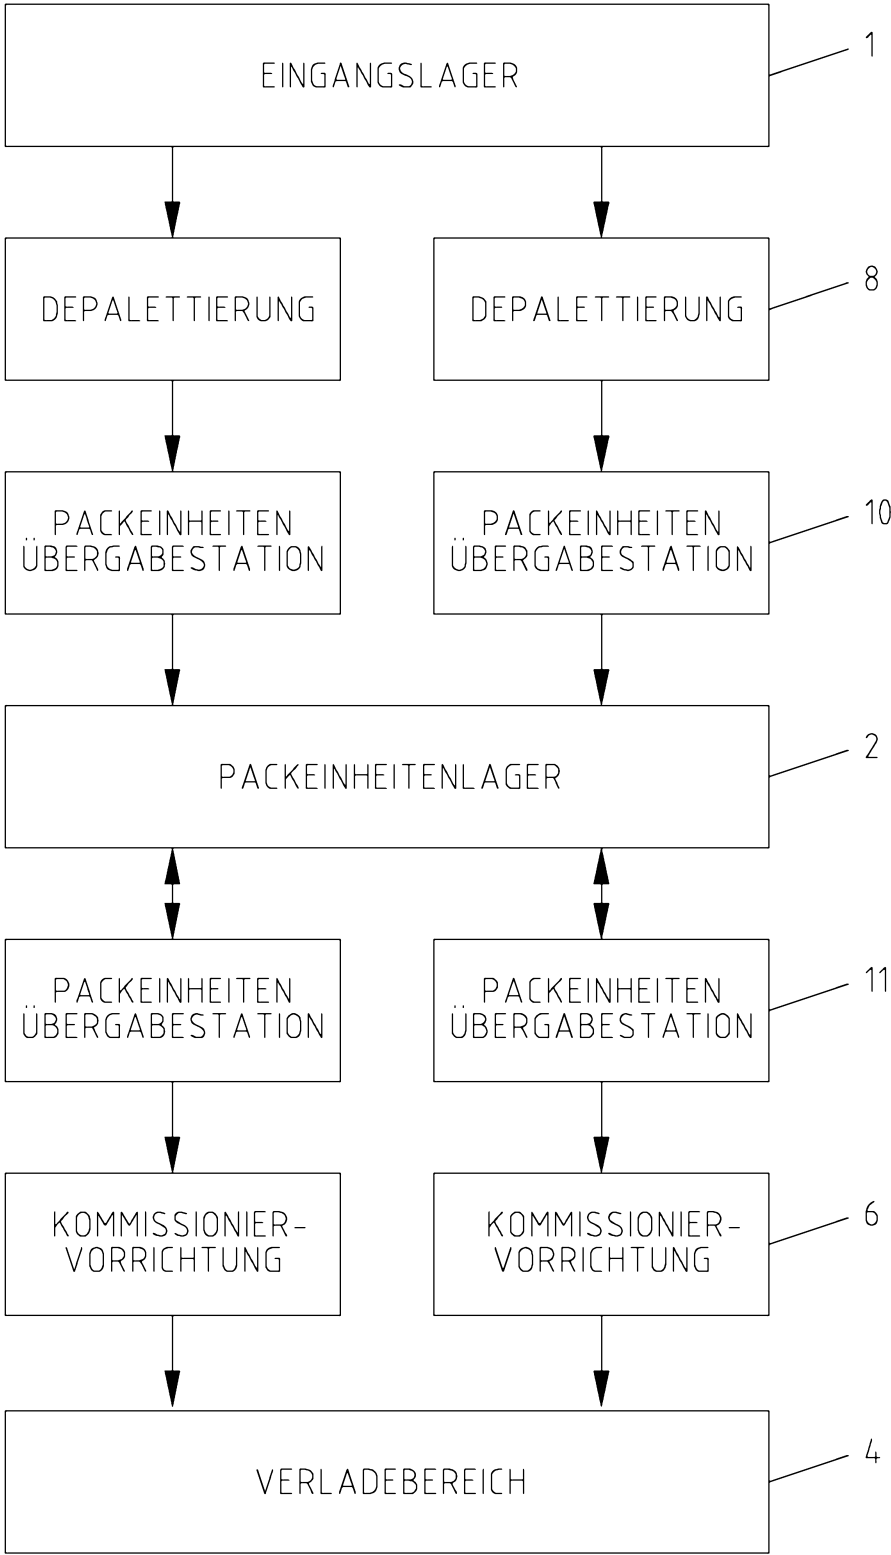 EINGANGSLAGER
1
DEPALETTIERUNG
DEPALETTIERUNG
8
PACKEINHEITEN
ÜBERGABESTATION
PACKEINHEITEN
ÜBERGABESTATION
10
PACKEINHEITENLAGER
2
PACKEINHEITEN
ÜBERGABESTATION
PACKEINHEITEN
ÜBERGABESTATION
11
KOMMISSIONIER-
VORRICHTUNG
KOMMISSIONIER-
VORRICHTUNG
6
VERLADEBEREICH
4